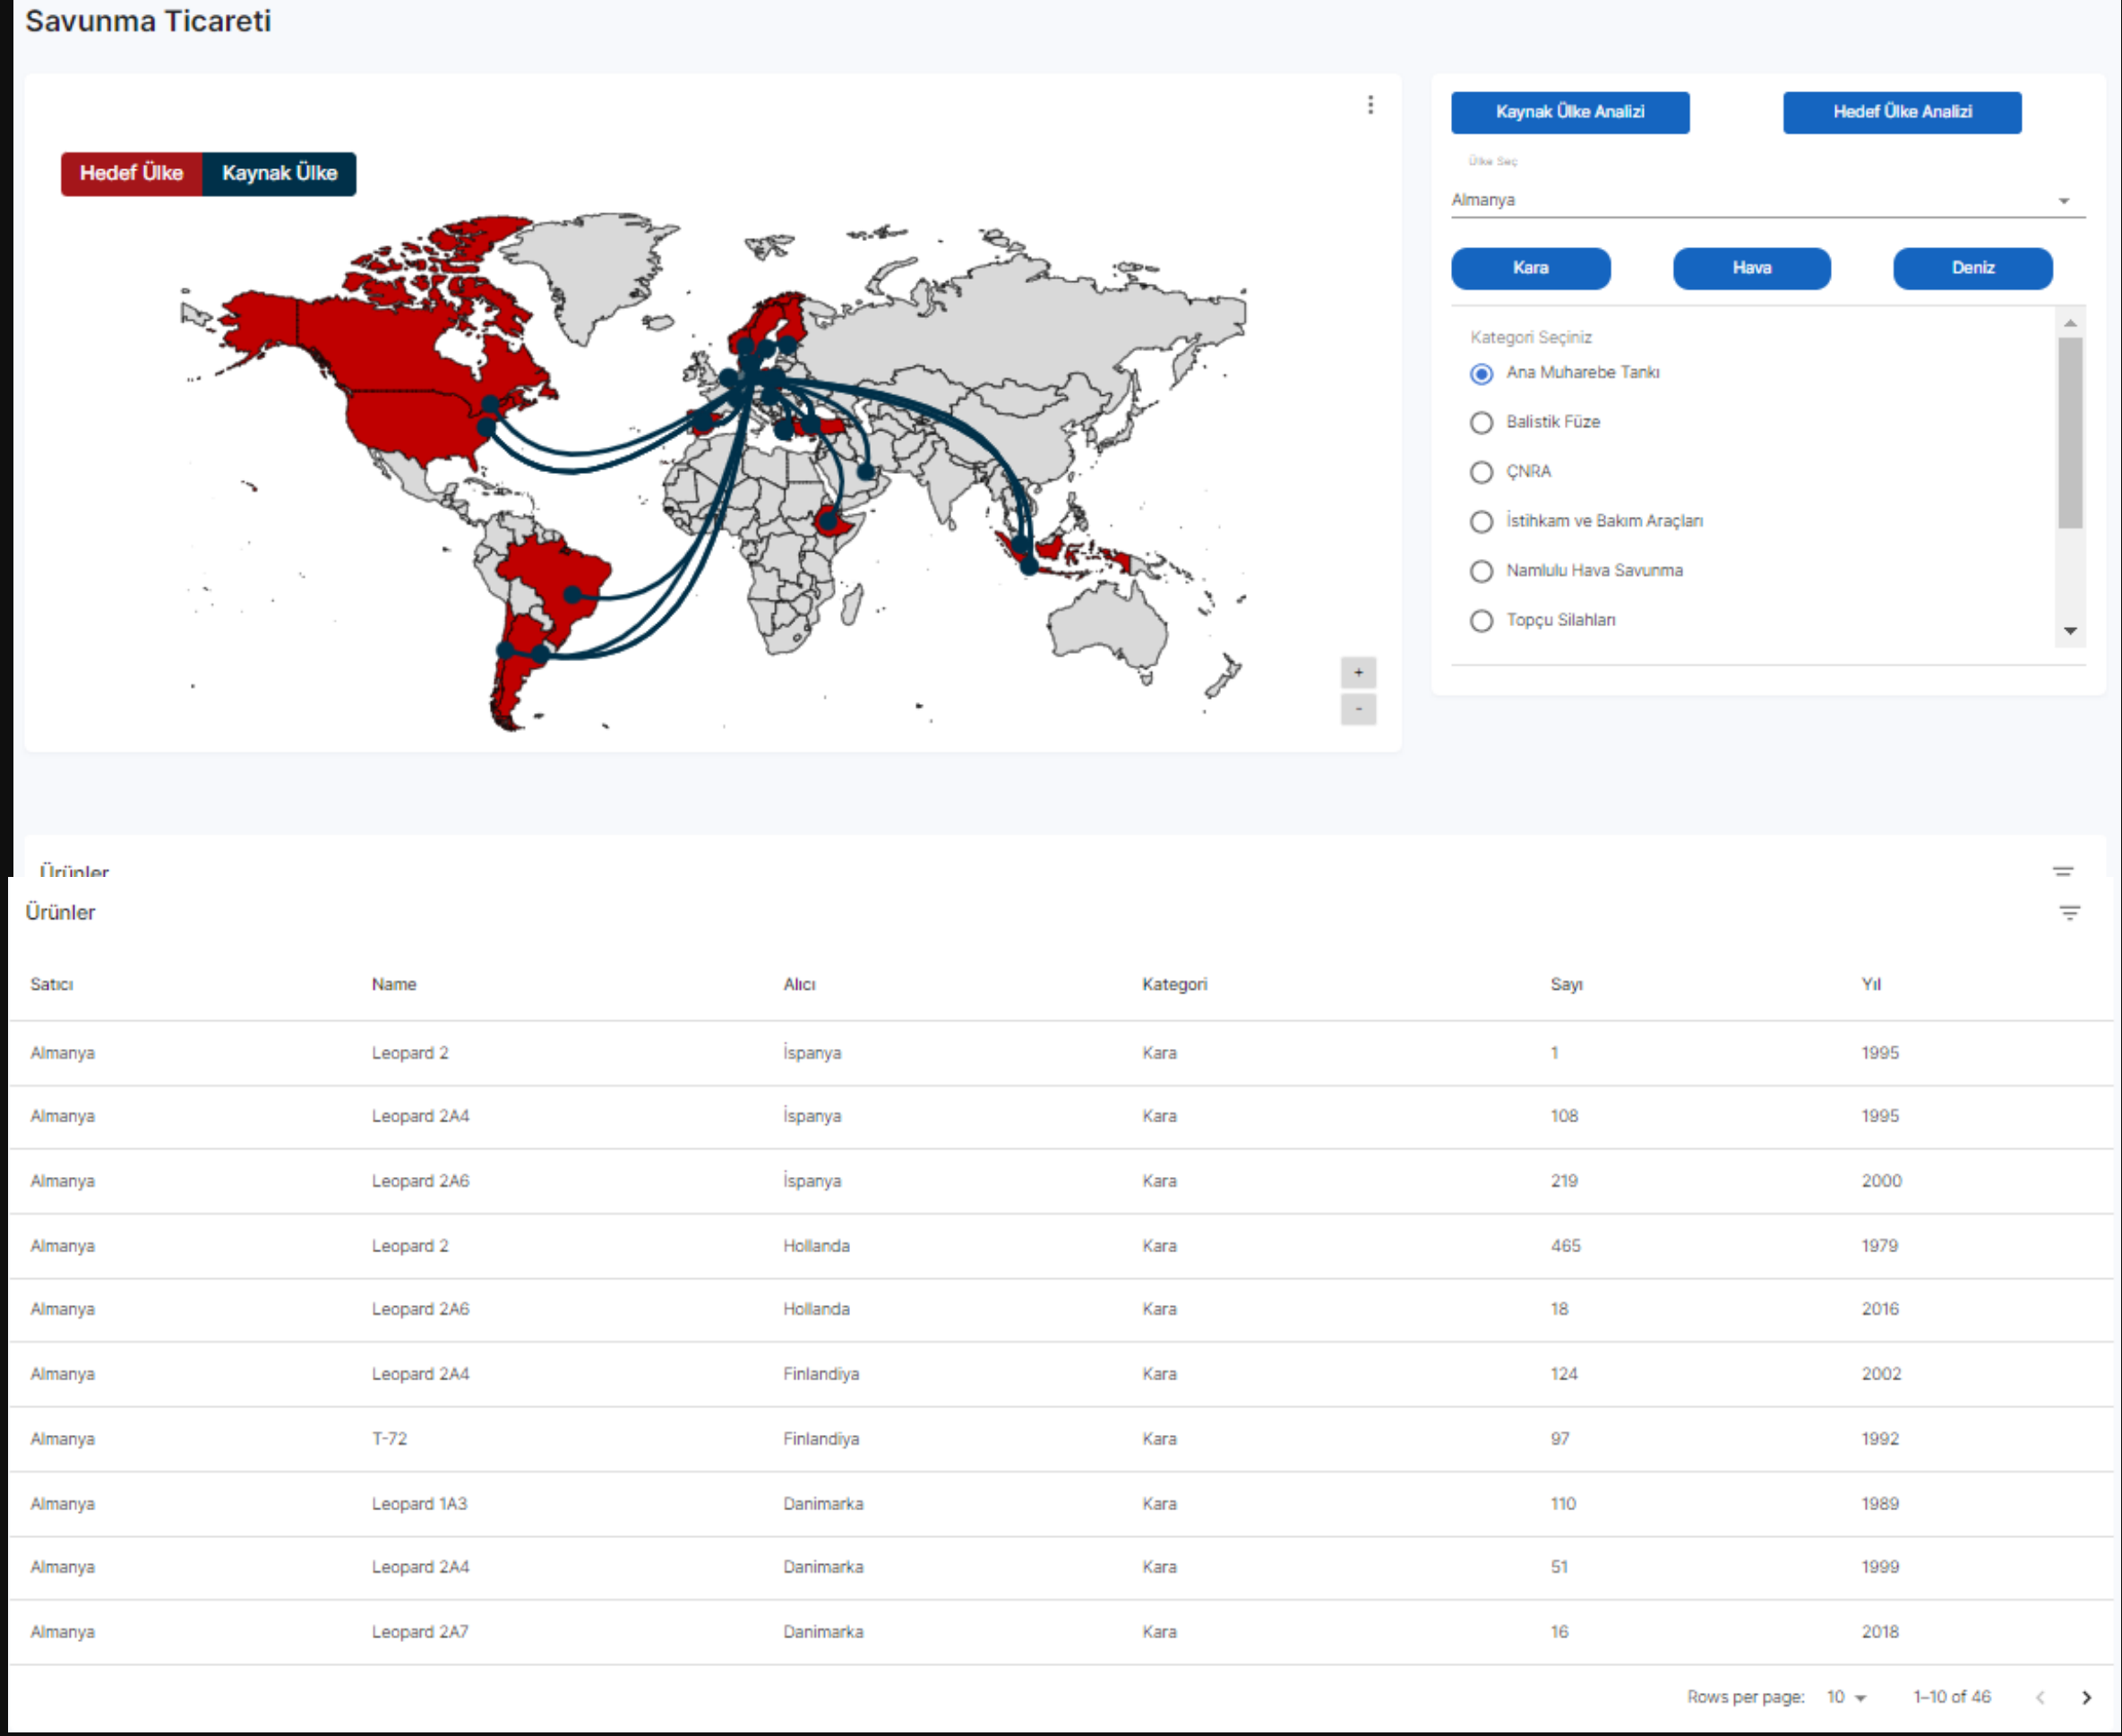 Savunma Ticareti
Hedef Ülke Kaynak Ülke
+
-
Kaynak Ülke Analizi Hedef Ülke Analizi
Ülke Seç
Almanya
Kara Hava Deniz
Kategori Seçiniz
Ana Muharebe Tankı
Balistik Füze
ÇNRA
İstihkam ve Bakım Araçları
Namlulu Hava Savunma
Topçu Silahları
Ürünler
Ürünler
Satıcı Name Alıcı Kategori Sayı Yıl
Almanya Leopard 2 İspanya Kara 1 1995
Almanya Leopard 2A4 İspanya Kara 108 1995
Almanya Leopard 2A6 İspanya Kara 219 2000
Almanya Leopard 2 Hollanda Kara 465 1979
Almanya Leopard 2A6 Hollanda Kara 18 2016
Almanya Leopard 2A4 Finlandiya Kara 124 2002
Almanya T-72 Finlandiya Kara 97 1992
Almanya Leopard 1A3 Danimarka Kara 110 1989
Almanya Leopard 2A4 Danimarka Kara 51 1999
Almanya Leopard 2A7 Danimarka Kara 16 2018
Rows per page: 10 1–10 of 46